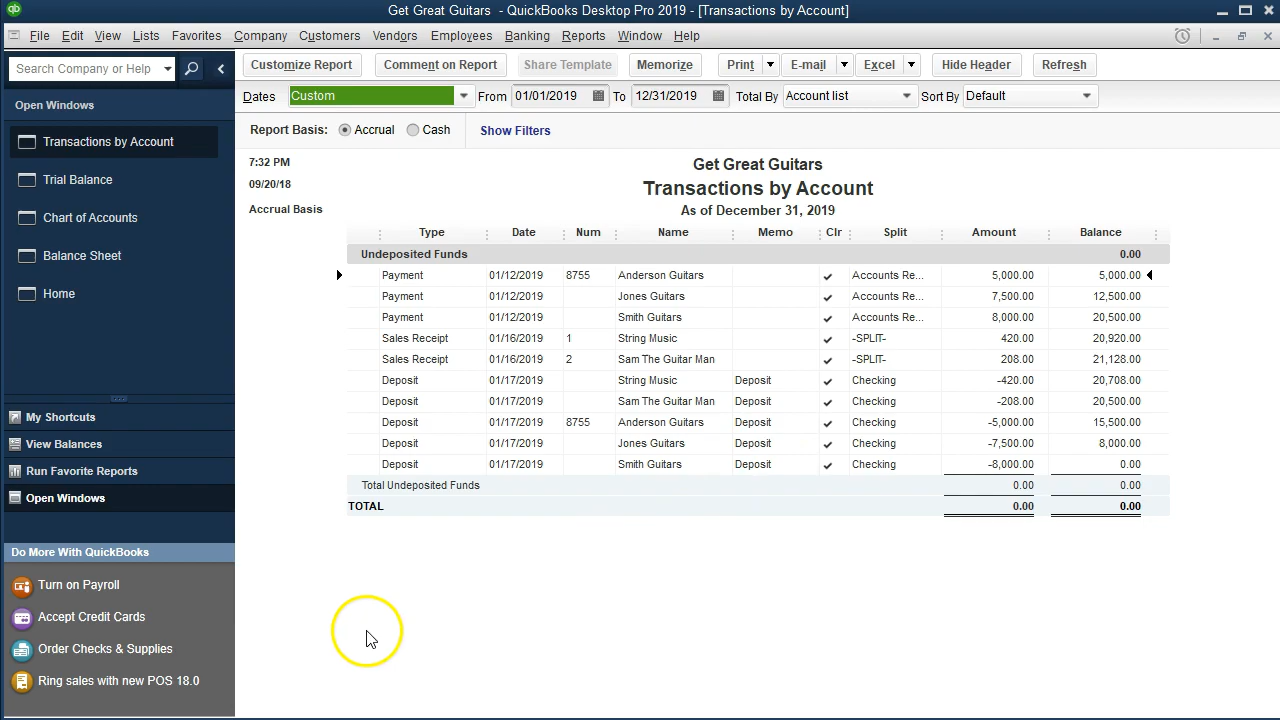 Get Great Guitars - QuickBooks Desktop Pro 2019 - [Transactions by Account]
File Edit View Lists Favorites Company Customers Vendors Employees Banking Reports Window Help
Search Company or Help
Customize Report Comment on Report Share Template Memorize Print E-mail Excel Hide Header Refresh
Dates Custom From 01/01/2019 To 12/31/2019 Total By Account list Sort By Default
Report Basis: Accrual Cash Show Filters
Open Windows
Transactions by Account
Trial Balance
Chart of Accounts
Balance Sheet
Home
My Shortcuts
View Balances
Run Favorite Reports
Open Windows
Do More With QuickBooks
Turn on Payroll
Accept Credit Cards
Order Checks & Supplies
Ring sales with new POS 18.0
7:32 PM
09/20/18
Accrual Basis
Get Great Guitars
Transactions by Account
As of December 31, 2019
Type Date Num Name Memo Clr Split Amount Balance
Undeposited Funds 0.00
Payment 01/12/2019 8755 Anderson Guitars ✓ Accounts Re... 5,000.00 5,000.00
Payment 01/12/2019 Jones Guitars ✓ Accounts Re... 7,500.00 12,500.00
Payment 01/12/2019 Smith Guitars ✓ Accounts Re... 8,000.00 20,500.00
Sales Receipt 01/16/2019 1 String Music ✓ -SPLIT- 420.00 20,920.00
Sales Receipt 01/16/2019 2 Sam The Guitar Man ✓ -SPLIT- 208.00 21,128.00
Deposit 01/17/2019 String Music Deposit ✓ Checking -420.00 20,708.00
Deposit 01/17/2019 Sam The Guitar Man Deposit ✓ Checking -208.00 20,500.00
Deposit 01/17/2019 8755 Anderson Guitars Deposit ✓ Checking -5,000.00 15,500.00
Deposit 01/17/2019 Jones Guitars Deposit ✓ Checking -7,500.00 8,000.00
Deposit 01/17/2019 Smith Guitars Deposit ✓ Checking -8,000.00 0.00
Total Undeposited Funds 0.00 0.00
TOTAL 0.00 0.00